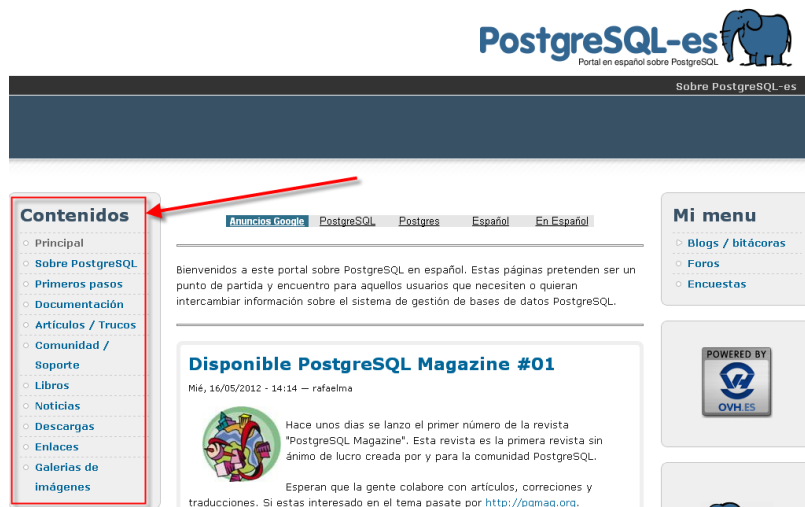 PostgreSQL-es
Portal en español sobre PostgreSQL
Sobre PostgreSQL-es
Contenidos
Principal
Sobre PostgreSQL
Primeros pasos
Documentación
Artículos / Trucos
Comunidad /
Soporte
Libros
Noticias
Descargas
Enlaces
Galerias de
imágenes
Anuncios Google PostgreSQL Postgres Español En Español
Bienvenidos a este portal sobre PostgreSQL en español. Estas páginas pretenden ser un
punto de partida y encuentro para aquellos usuarios que necesiten o quieran
intercambiar información sobre el sistema de gestión de bases de datos PostgreSQL.
Disponible PostgreSQL Magazine #01
Mié, 16/05/2012 - 14:14 — rafaelma
Hace unos dias se lanzo el primer número de la revista
"PostgreSQL Magazine". Esta revista es la primera revista sin
ánimo de lucro creada por y para la comunidad PostgreSQL.
Esperan que la gente colabore con artículos, correciones y
traducciones. Si estas interesado en el tema pasate por http://pgmag.org.
Mi menu
Blogs / bitácoras
Foros
Encuestas
POWERED BY
OVH.ES